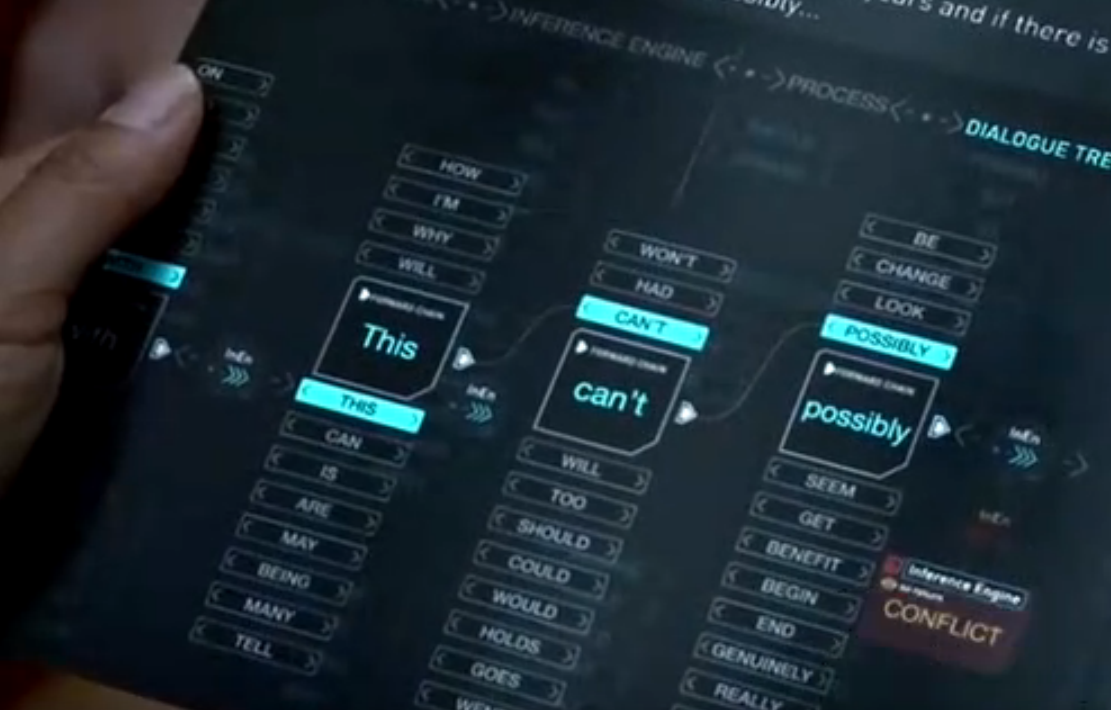 ears and if there is
ssibly...
INFERENCE ENGINE
PROCESS
DIALOGUE TRE
ON
HOW
I'M
WHY
WILL
FORWARD CHAIN
This
THIS
CAN
IS
ARE
MAY
BEING
MANY
TELL
InEn
InEn
WON'T
HAD
CAN'T
FORWARD CHAIN
can't
WILL
TOO
SHOULD
COULD
WOULD
HOLDS
GOES
WENT
BE
CHANGE
LOOK
POSSIBLY
FORWARD CHAIN
possibly
SEEM
GET
BENEFIT
BEGIN
END
GENUINELY
REALLY
InEn
InEn
Inference Engine
CONFLICT